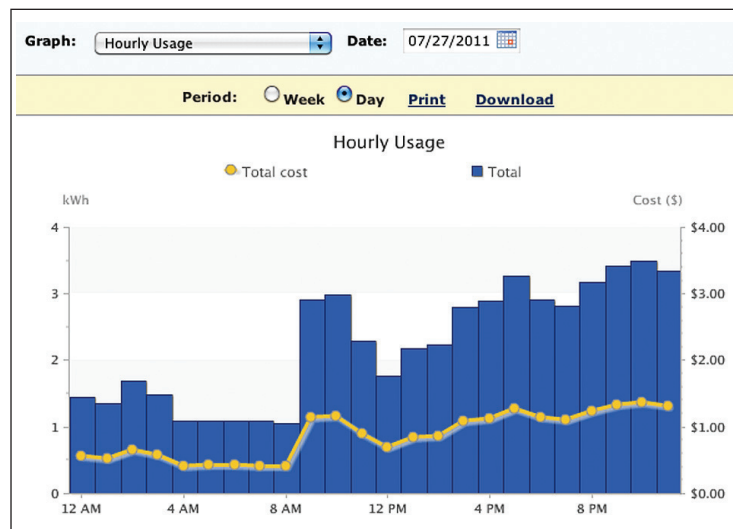 Graph: Hourly Usage Date: 07/27/2011
Period: Week Day Print Download
Hourly Usage
Total cost Total
kWh Cost ($)
4 $4.00
3 $3.00
2 $2.00
1 $1.00
0 $0.00
12 AM 4 AM 8 AM 12 PM 4 PM 8 PM